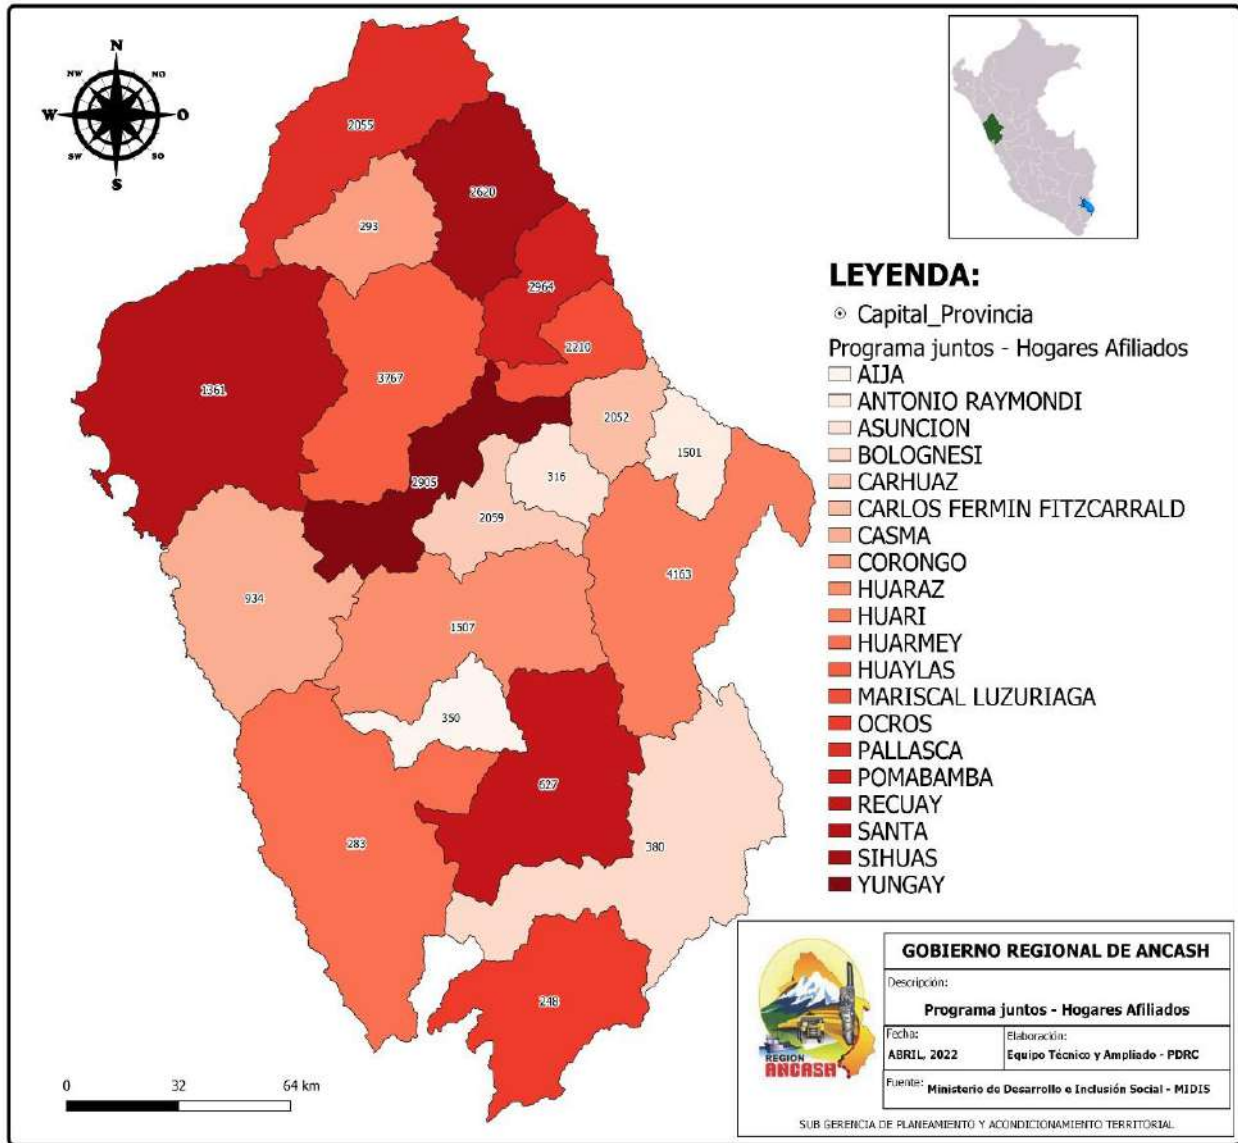 N
NW
NO
W
O
SW
SO
S
2055
2620
293
2964
2210
3767
1361
2052
1501
2905
316
2059
4163
934
1507
350
627
283
380
248
LEYENDA:
Capital_Provincia
Programa juntos - Hogares Afiliados
AIJA
ANTONIO RAYMONDI
ASUNCION
BOLOGNESI
CARHUAZ
CARLOS FERMIN FITZCARRALD
CASMA
CORONGO
HUARAZ
HUARI
HUARMEY
HUAYLAS
MARISCAL LUZURIAGA
OCROS
PALLASCA
POMABAMBA
RECUAY
SANTA
SIHUAS
YUNGAY
0 32 64 km
REGION
ANCASH
GOBIERNO REGIONAL DE ANCASH
Descripción:
Programa juntos - Hogares Afiliados
Fecha:
ABRIL, 2022
Elaboración:
Equipo Técnico y Ampliado - PDRC
Fuente: Ministerio de Desarrollo e Inclusión Social - MIDIS
SUB GERENCIA DE PLANEAMIENTO Y ACONDICIONAMIENTO TERRITORIAL